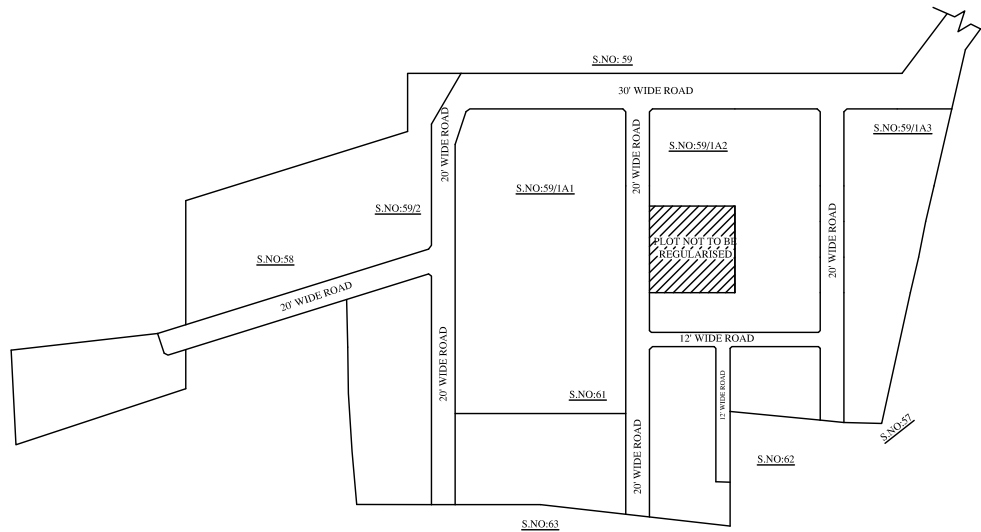 S.NO: 59
30' WIDE ROAD
20' WIDE ROAD
20' WIDE ROAD
S.NO:59/1A3
S.NO:59/1A2
S.NO:59/1A1
S.NO:59/2
20' WIDE ROAD
PLOT NOT TO BE
REGULARISED
S.NO:58
20' WIDE ROAD
12' WIDE ROAD
20' WIDE ROAD
12' WIDE ROAD
S.NO:61
S.NO:57
20' WIDE ROAD
S.NO:62
S.NO:63